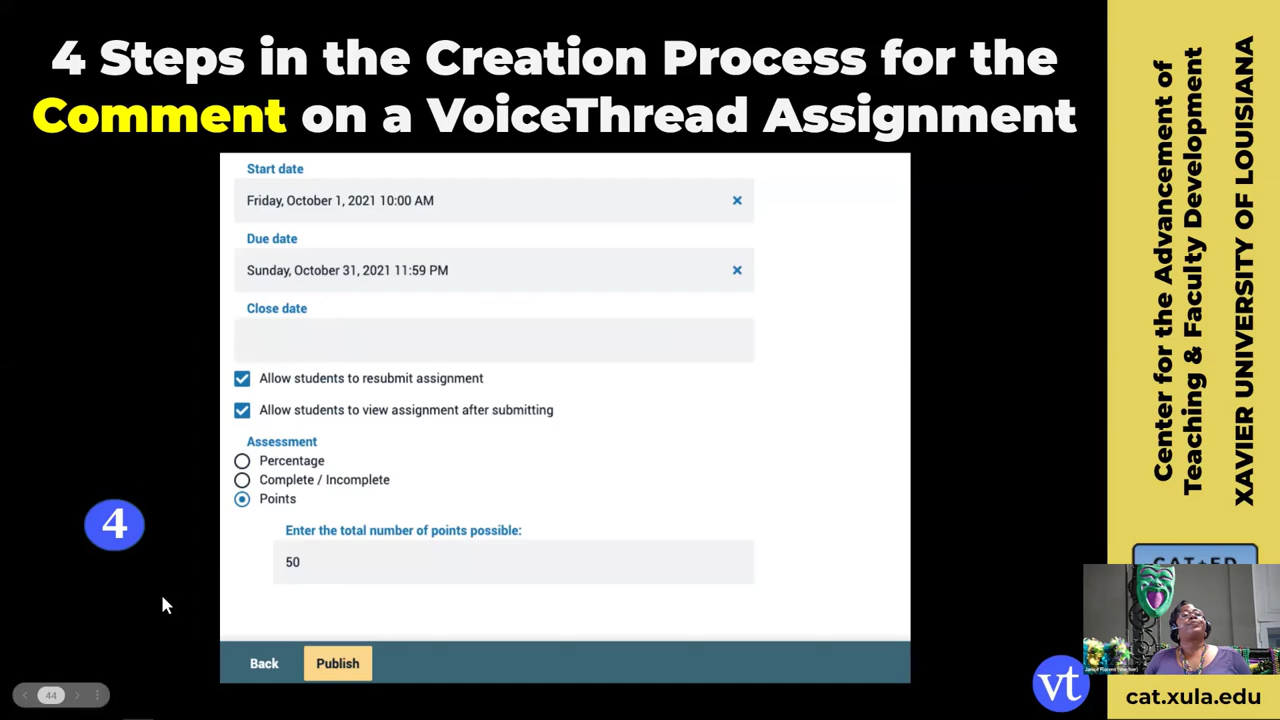 4 Steps in the Creation Process for the
Comment on a VoiceThread Assignment
Start date
Friday, October 1, 2021 10:00 AM
Due date
Sunday, October 31, 2021 11:59 PM
Close date
Allow students to resubmit assignment
Allow students to view assignment after submitting
Assessment
Percentage
Complete / Incomplete
Points
Enter the total number of points possible:
50
4
Back
Publish
44
Center for the Advancement of
Teaching & Faculty Development
XAVIER UNIVERSITY OF LOUISIANA
CAT+FD
vt
cat.xula.edu